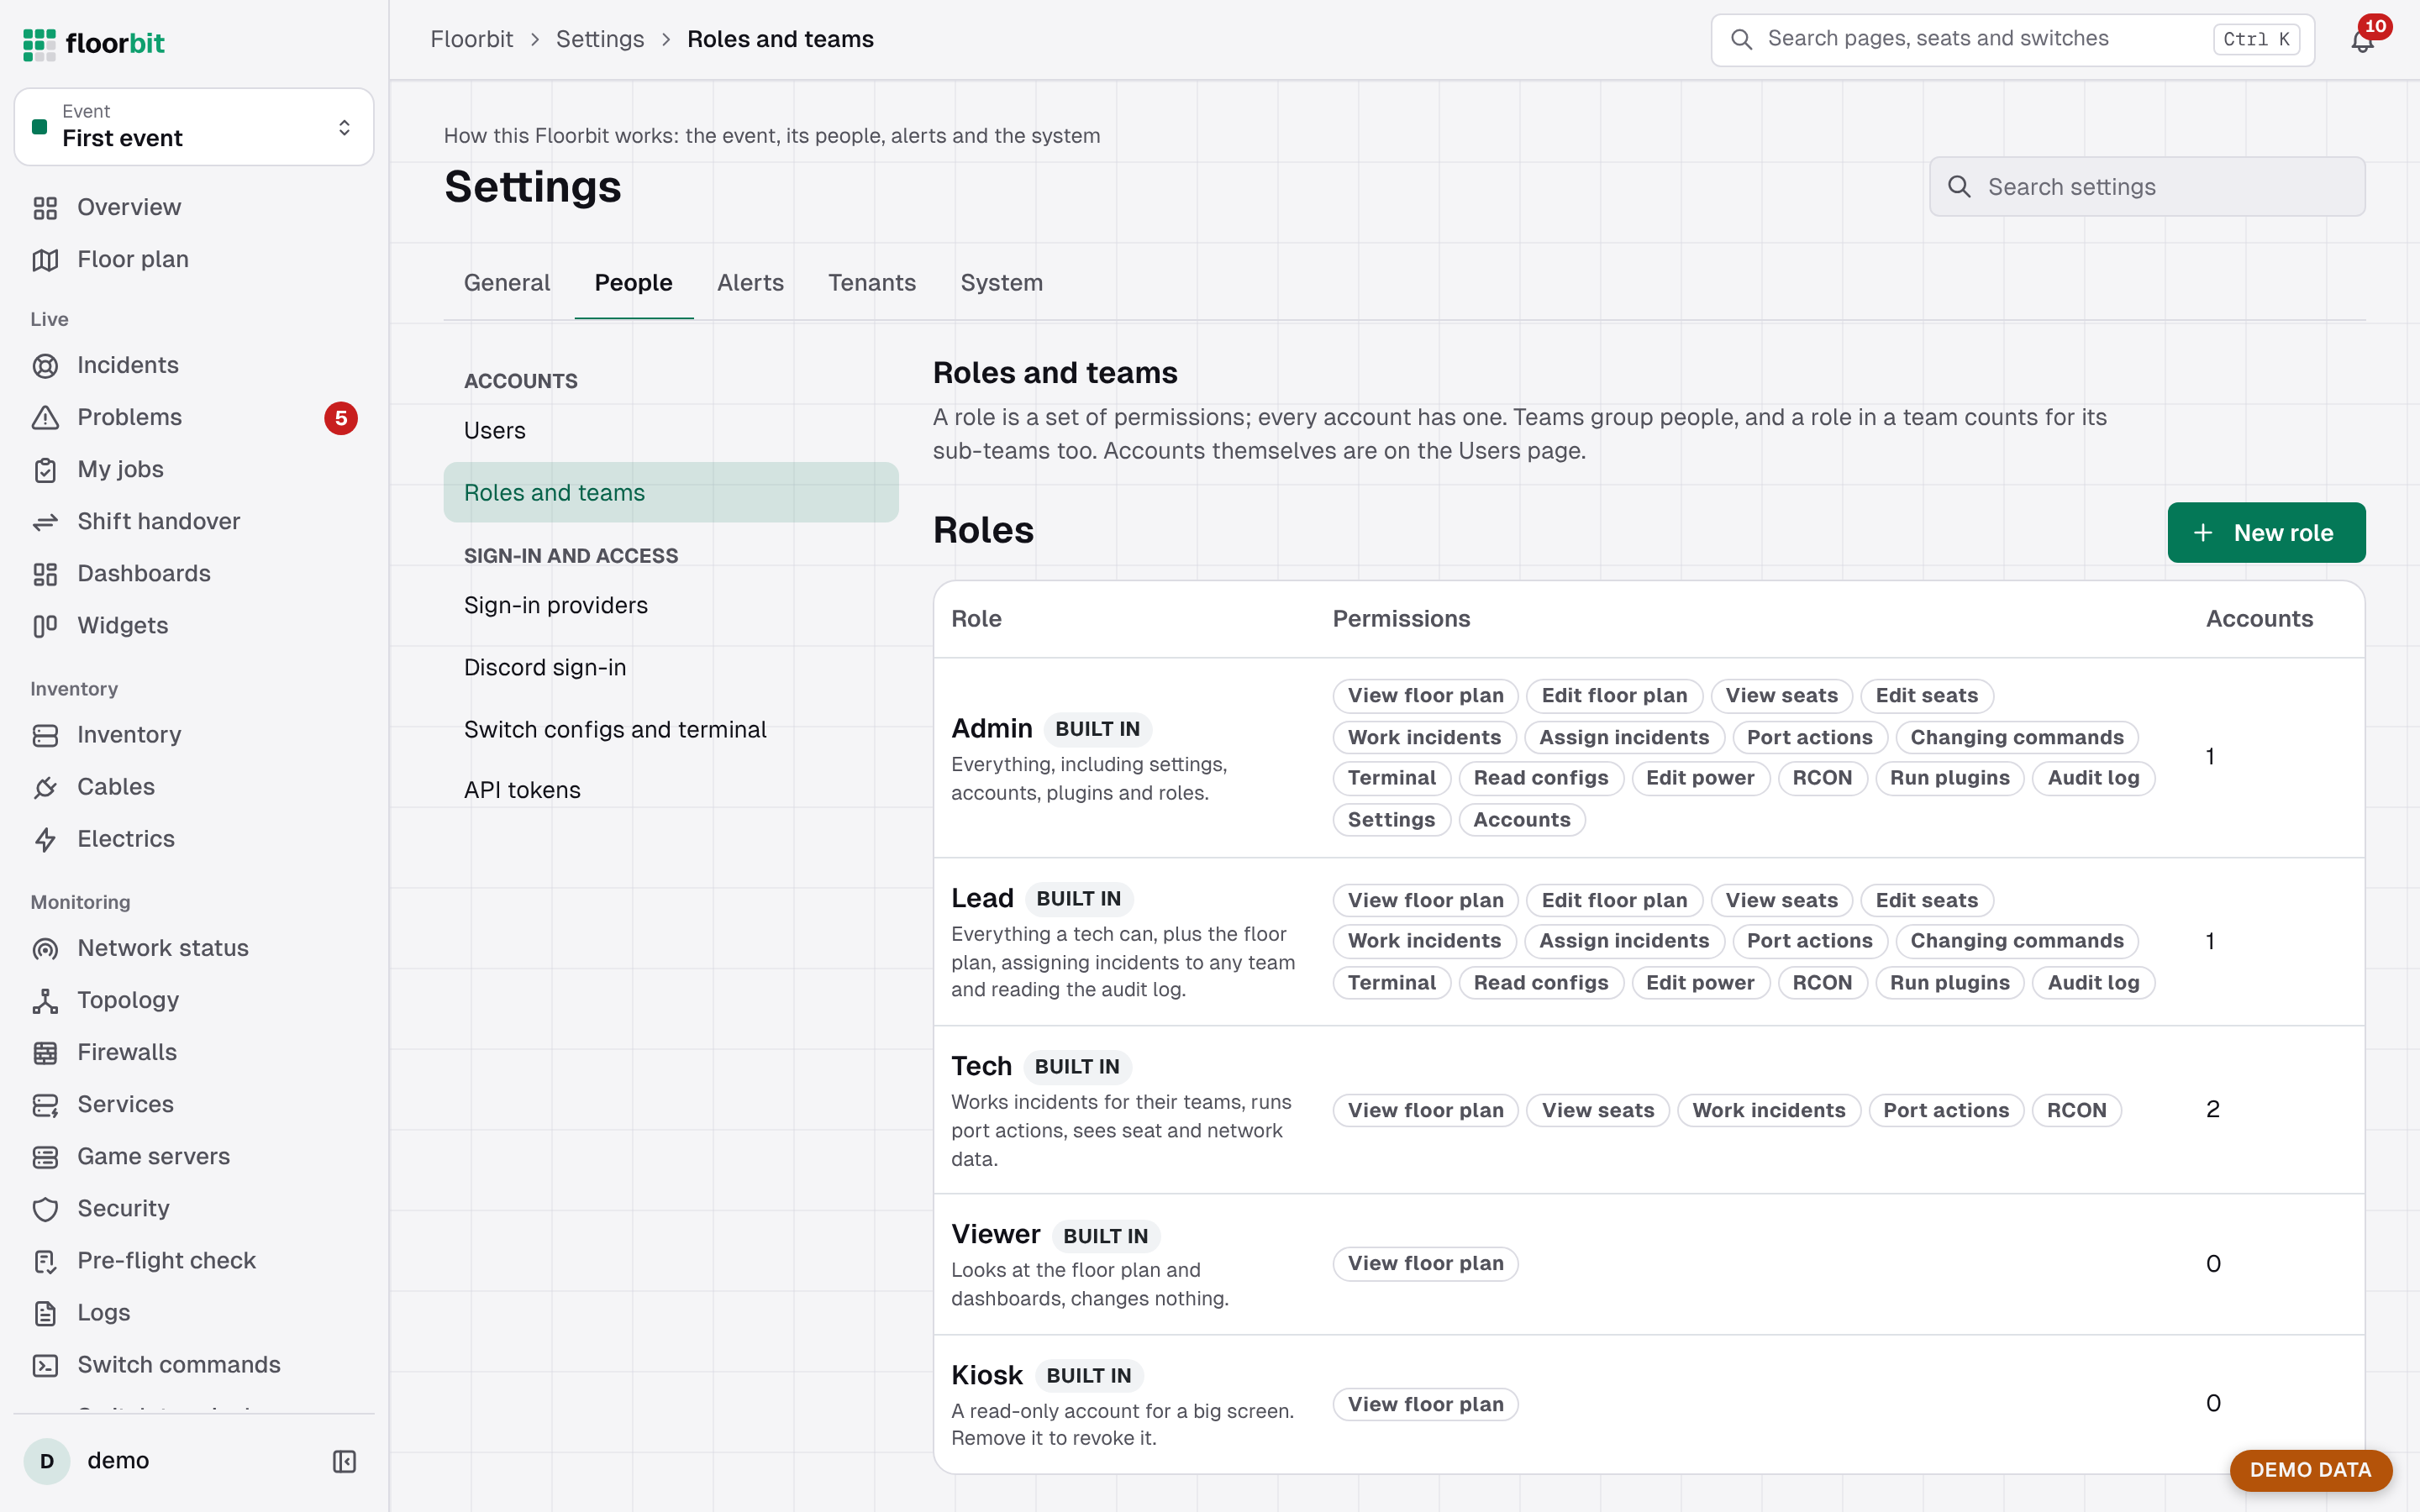 floorbit
Event
First event
Overview
Floor plan
Live
Incidents
Problems 5
My jobs
Shift handover
Dashboards
Widgets
Inventory
Inventory
Cables
Electrics
Monitoring
Network status
Topology
Firewalls
Services
Game servers
Security
Pre-flight check
Logs
Switch commands
D demo
Floorbit > Settings > Roles and teams
Search pages, seats and switches Ctrl K
10
How this Floorbit works: the event, its people, alerts and the system
Settings
Search settings
General People Alerts Tenants System
ACCOUNTS
Users
Roles and teams
SIGN-IN AND ACCESS
Sign-in providers
Discord sign-in
Switch configs and terminal
API tokens
Roles and teams
A role is a set of permissions; every account has one. Teams group people, and a role in a team counts for its
sub-teams too. Accounts themselves are on the Users page.
Roles
+ New role
Role Permissions Accounts
Admin BUILT IN
Everything, including settings,
accounts, plugins and roles.
View floor plan Edit floor plan View seats Edit seats
Work incidents Assign incidents Port actions Changing commands
Terminal Read configs Edit power RCON Run plugins Audit log
Settings Accounts
1
Lead BUILT IN
Everything a tech can, plus the floor
plan, assigning incidents to any team
and reading the audit log.
View floor plan Edit floor plan View seats Edit seats
Work incidents Assign incidents Port actions Changing commands
Terminal Read configs Edit power RCON Run plugins Audit log
1
Tech BUILT IN
Works incidents for their teams, runs
port actions, sees seat and network
data.
View floor plan View seats Work incidents Port actions RCON
2
Viewer BUILT IN
Looks at the floor plan and
dashboards, changes nothing.
View floor plan
0
Kiosk BUILT IN
A read-only account for a big screen.
Remove it to revoke it.
View floor plan
0
DEMO DATA